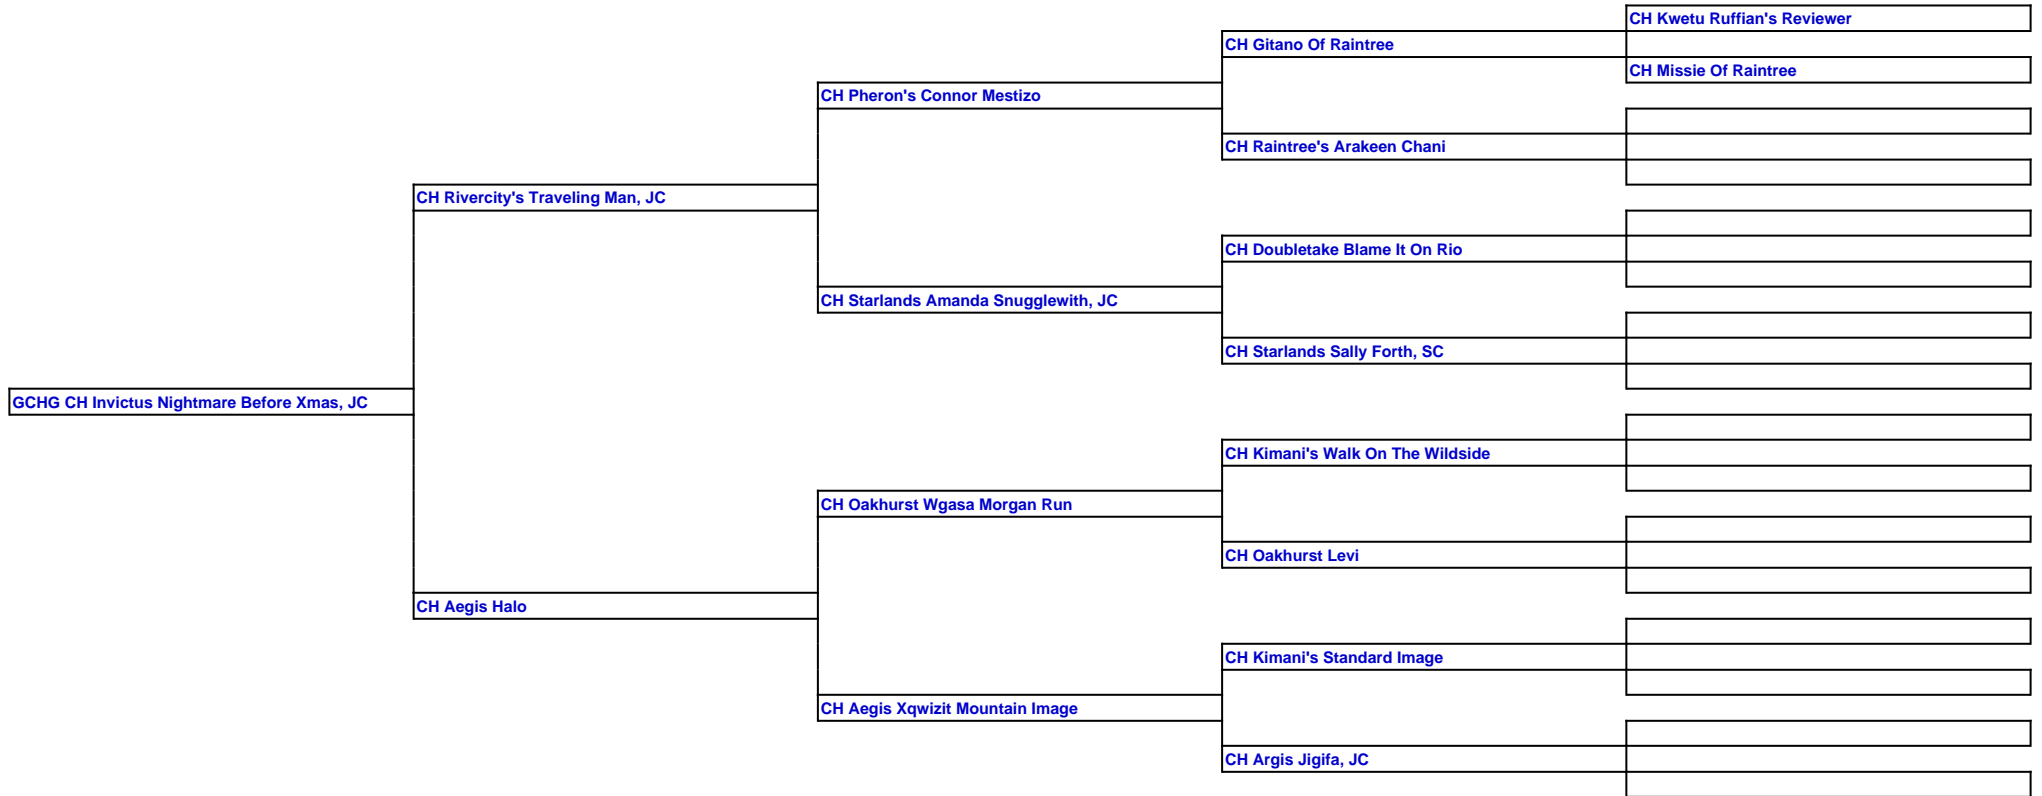 CH Kwetu Ruffian's Reviewer
CH Gitano Of Raintree
CH Missie Of Raintree
CH Pheron's Connor Mestizo
CH Raintree's Arakeen Chani
CH Rivercity's Traveling Man, JC
CH Doubletake Blame It On Rio
CH Starlands Amanda Snugglewith, JC
CH Starlands Sally Forth, SC
GCHG CH Invictus Nightmare Before Xmas, JC
CH Kimani's Walk On The Wildside
CH Oakhurst Wgasa Morgan Run
CH Oakhurst Levi
CH Aegis Halo
CH Kimani's Standard Image
CH Aegis Xqwizit Mountain Image
CH Argis Jigifa, JC